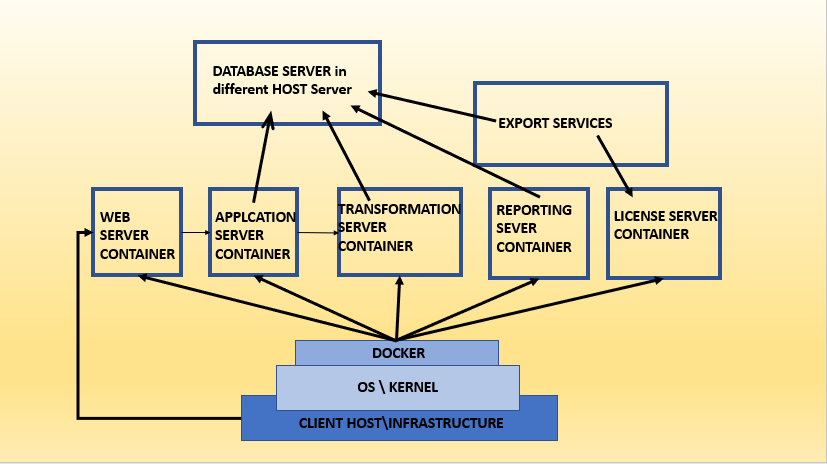 DATABASE SERVER in
different HOST Server
EXPORT SERVICES
WEB
SERVER
CONTAINER
APPLCATION
SERVER
CONTAINER
TRANSFORMATION
SERVER
CONTAINER
REPORTING
SEVER
CONTAINER
LICENSE SERVER
CONTAINER
DOCKER
OS \ KERNEL
CLIENT HOST\INFRASTRUCTURE